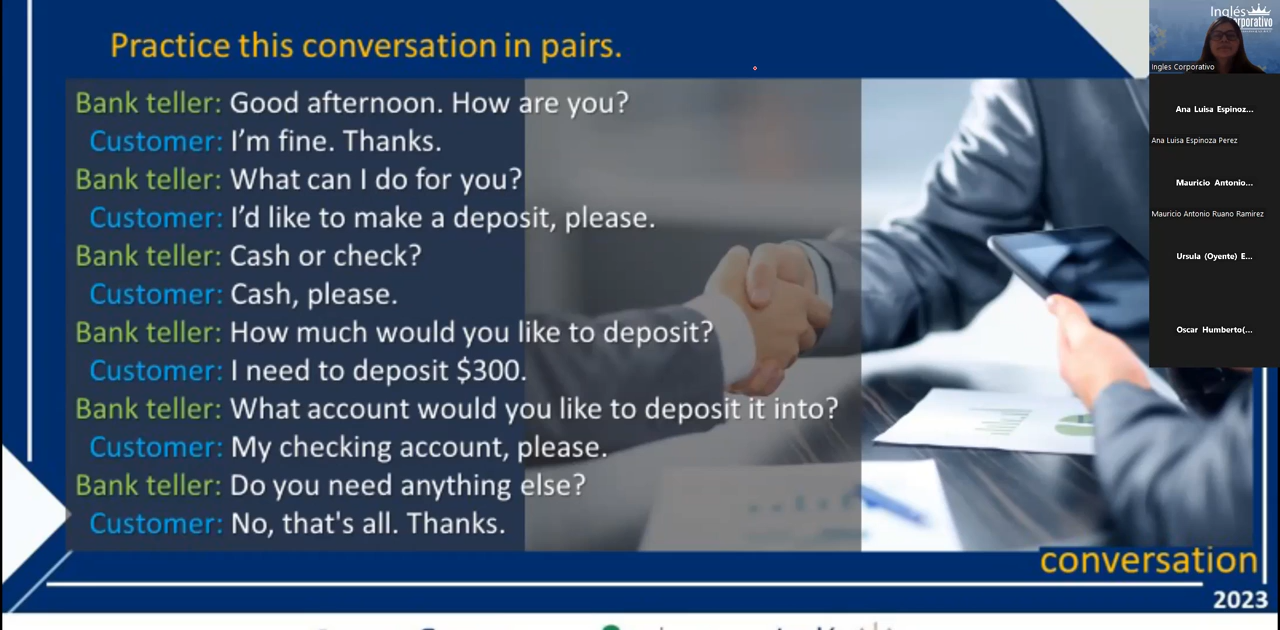 Practice this conversation in pairs.
Bank teller: Good afternoon. How are you?
Customer: I’m fine. Thanks.
Bank teller: What can I do for you?
Customer: I’d like to make a deposit, please.
Bank teller: Cash or check?
Customer: Cash, please.
Bank teller: How much would you like to deposit?
Customer: I need to deposit $300.
Bank teller: What account would you like to deposit it into?
Customer: My checking account, please.
Bank teller: Do you need anything else?
Customer: No, that's all. Thanks.
conversation
2023
Inglés
Ingles Corporativo
Ana Luisa Espinoz...
Ana Luisa Espinoza Perez
Mauricio Antonio...
Mauricio Antonio Ruano Ramirez
Ursula (Oyente) E...
Oscar Humberto(...